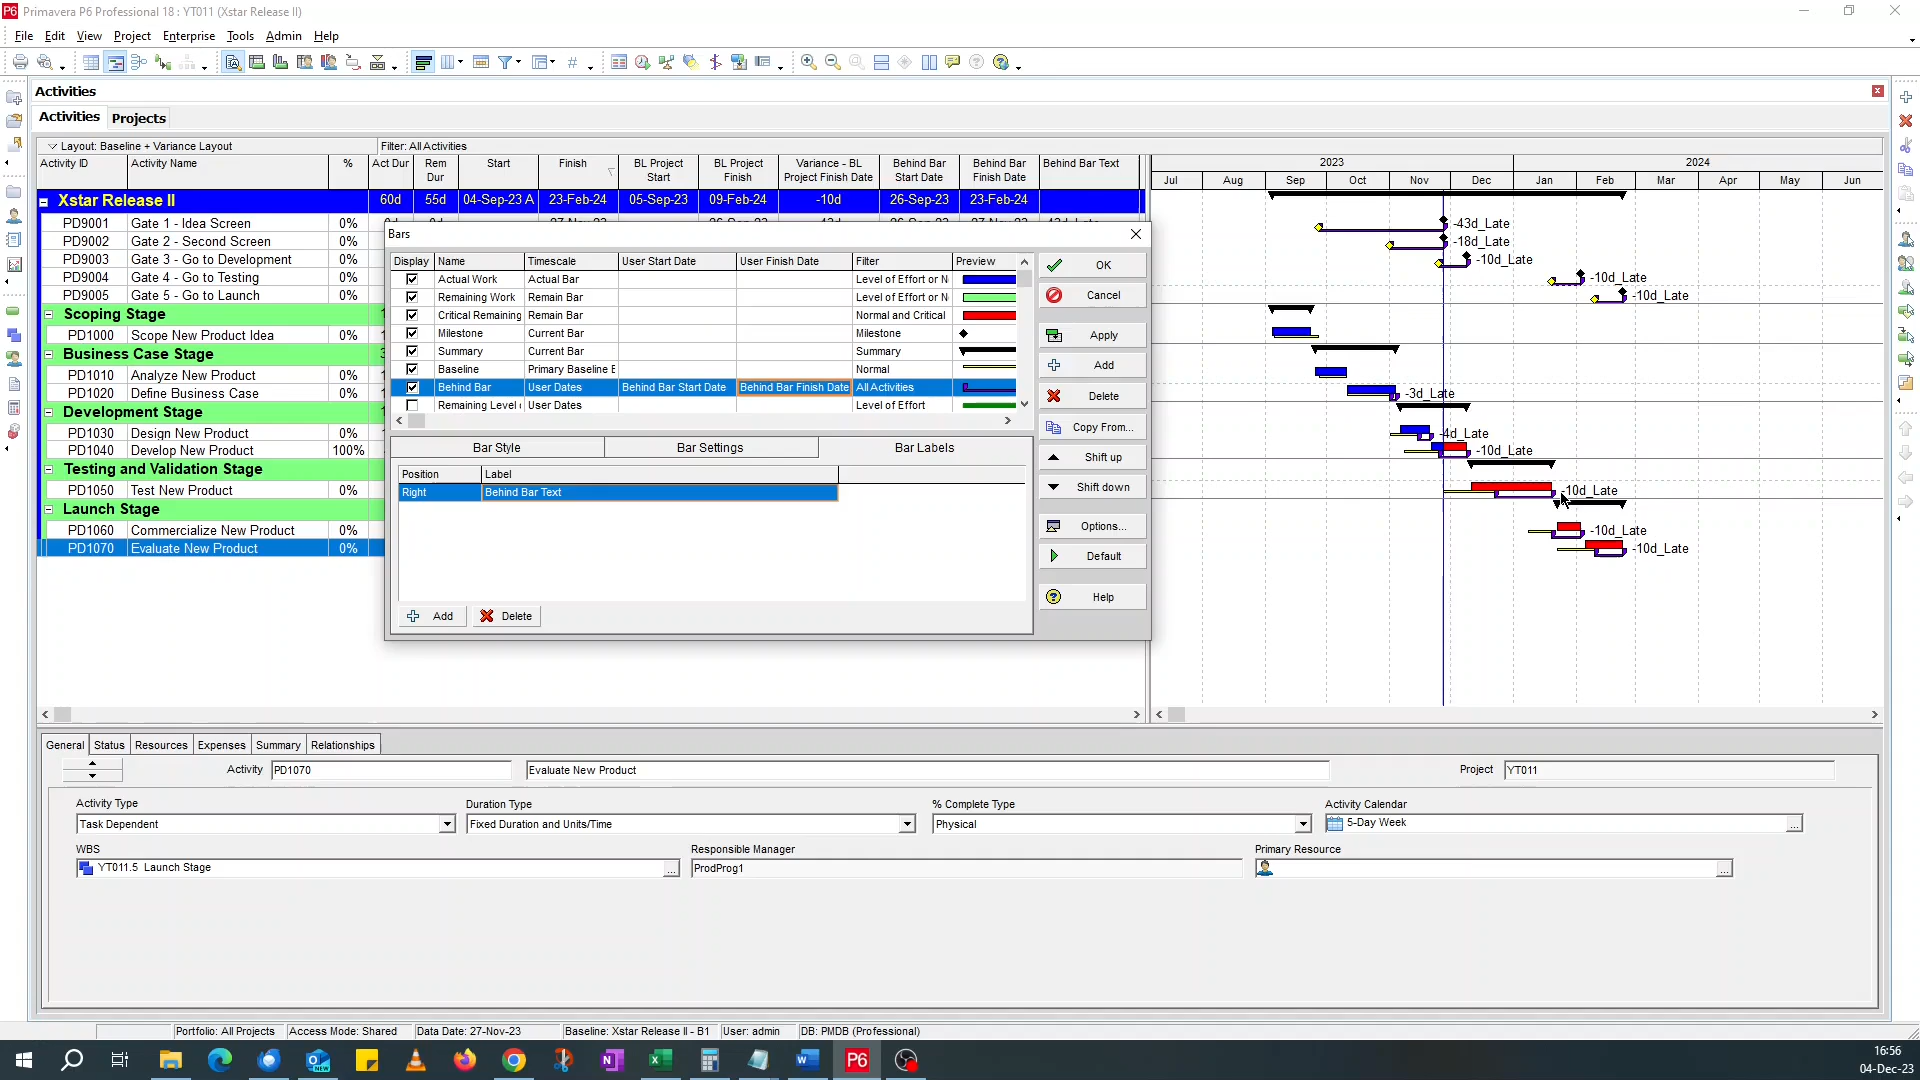 Primavera P6 Professional 18 : YT011 (Xstar Release II)
File Edit View Project Enterprise Tools Admin Help
Activities
Activities Projects
Layout: Baseline + Variance Layout Filter: All Activities
Activity ID Activity Name % Act Dur Rem Dur Start Finish BL Project Start BL Project Finish Variance - BL Project Finish Date Behind Bar Start Date Behind Bar Finish Date Behind Bar Text
2023 2024
Jul Aug Sep Oct Nov Dec Jan Feb Mar Apr May Jun
Xstar Release II 60d 55d 04-Sep-23 A 23-Feb-24 05-Sep-23 09-Feb-24 -10d 26-Sep-23 23-Feb-24
PD9001 Gate 1 - Idea Screen 0% -43d_Late
PD9002 Gate 2 - Second Screen 0% -18d_Late
PD9003 Gate 3 - Go to Development 0% -10d_Late
PD9004 Gate 4 - Go to Testing 0% -10d_Late
PD9005 Gate 5 - Go to Launch 0% -10d_Late
Scoping Stage
PD1000 Scope New Product Idea 0%
Business Case Stage
PD1010 Analyze New Product 0%
PD1020 Define Business Case 0% -3d_Late
Development Stage
PD1030 Design New Product 0% -4d_Late
PD1040 Develop New Product 100% -10d_Late
Testing and Validation Stage
PD1050 Test New Product 0% -10d_Late
Launch Stage
PD1060 Commercialize New Product 0% -10d_Late
PD1070 Evaluate New Product 0% -10d_Late
Bars
Display Name Timescale User Start Date User Finish Date Filter Preview
Actual Work Actual Bar Level of Effort or N
Remaining Work Remain Bar Level of Effort or N
Critical Remaining Remain Bar Normal and Critical
Milestone Current Bar Milestone
Summary Current Bar Summary
Baseline Primary Baseline B Normal
Behind Bar User Dates Behind Bar Start Date Behind Bar Finish Date All Activities
Remaining Level User Dates Level of Effort
Bar Style Bar Settings Bar Labels
Position Label
Right Behind Bar Text
Add Delete
OK
Cancel
Apply
Add
Delete
Copy From...
Shift up
Shift down
Options...
Default
Help
General Status Resources Expenses Summary Relationships
Activity PD1070 Evaluate New Product Project YT011
Activity Type Duration Type % Complete Type Activity Calendar
Task Dependent Fixed Duration and Units/Time Physical 5-Day Week
WBS Responsible Manager Primary Resource
YT011.5 Launch Stage ProdProg1
Portfolio: All Projects Access Mode: Shared Data Date: 27-Nov-23 Baseline: Xstar Release II - B1 User: admin DB: PMDB (Professional)
16:56
04-Dec-23